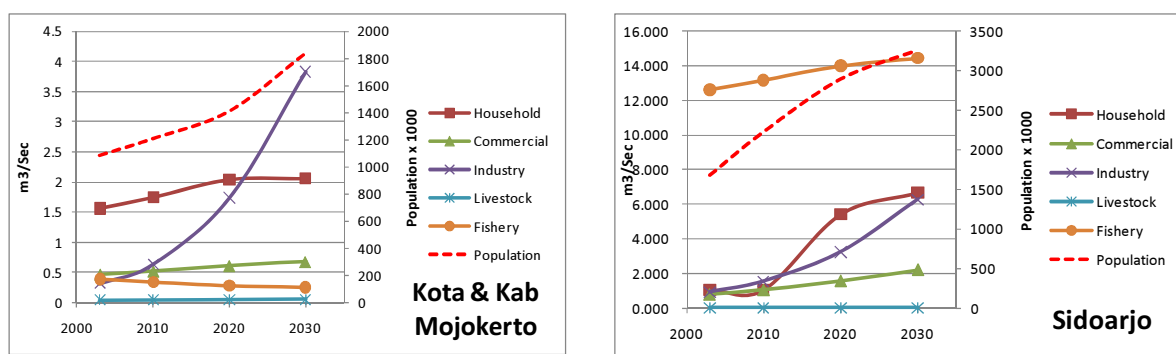 4.5
4
3.5
3
2.5
2
1.5
1
0.5
0
m3/Sec
2000 2010 2020 2030
2000
1800
1600
1400
1200
1000
800
600
400
200
0
Population x 1000
Household
Commercial
Industry
Livestock
Fishery
Population
Kota & Kab
Mojokerto
16.000
14.000
12.000
10.000
8.000
6.000
4.000
2.000
0.000
m3/Sec
2000 2010 2020 2030
3500
3000
2500
2000
1500
1000
500
0
Population x 1000
Household
Commercial
Industry
Livestock
Fishery
Population
Sidoarjo